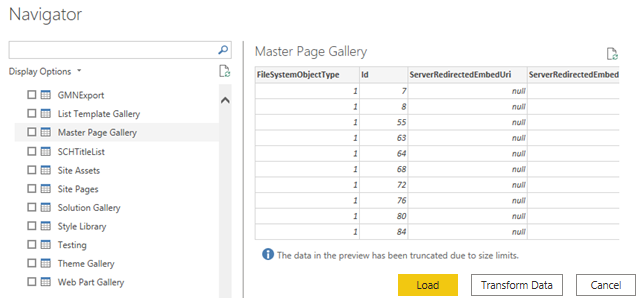 Navigator
Display Options
GMNExport
List Template Gallery
Master Page Gallery
SCHTitleList
Site Assets
Site Pages
Solution Gallery
Style Library
Testing
Theme Gallery
Web Part Gallery
Master Page Gallery
FileSystemObjectType Id ServerRedirectedEmbedUri ServerRedirectedEmbed
1 7 null
1 8 null
1 55 null
1 63 null
1 64 null
1 68 null
1 72 null
1 76 null
1 80 null
1 84 null
The data in the preview has been truncated due to size limits.
Load Transform Data Cancel